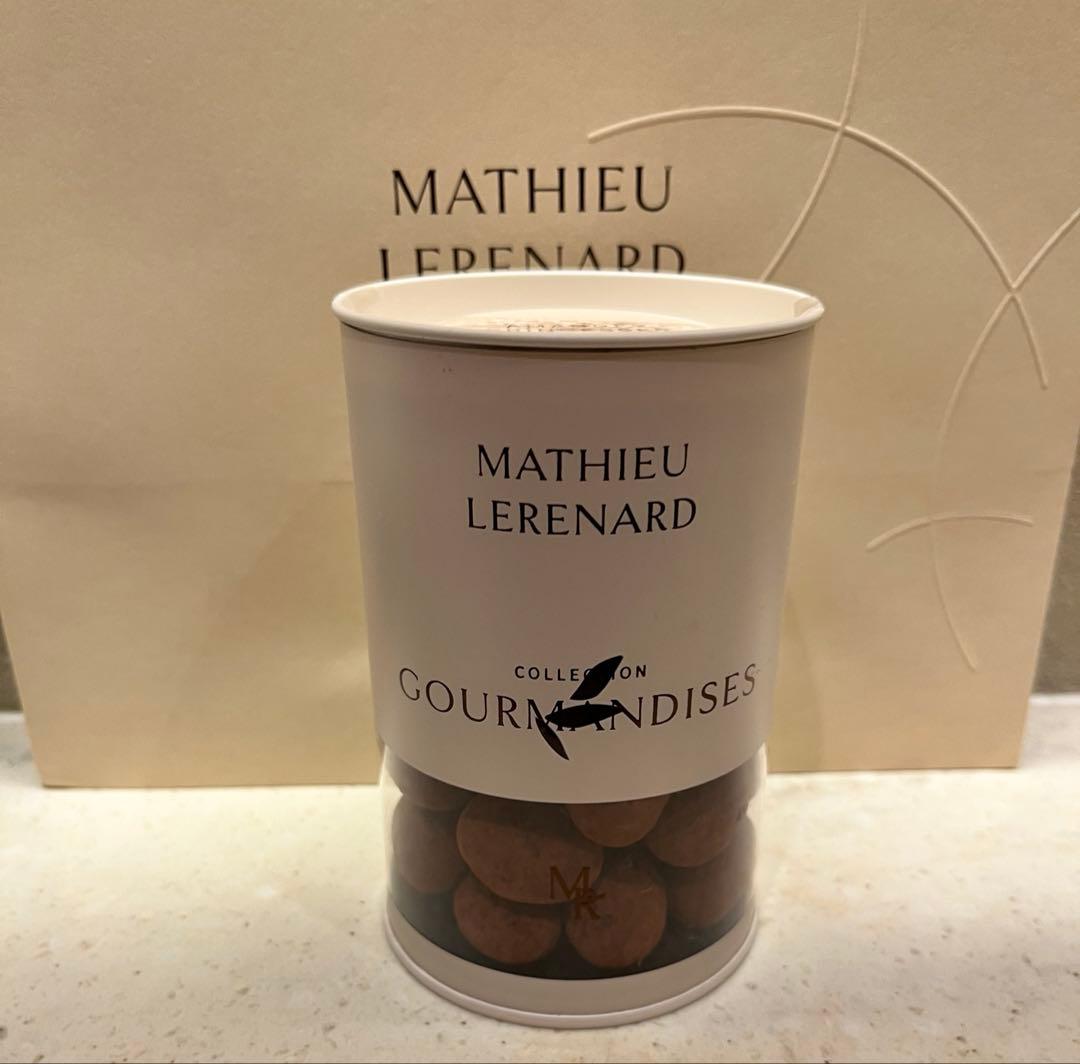 MATHIEU
LERENARD
MATHIEU
LERENARD
COLLECTION
GOURMANDISES
MR